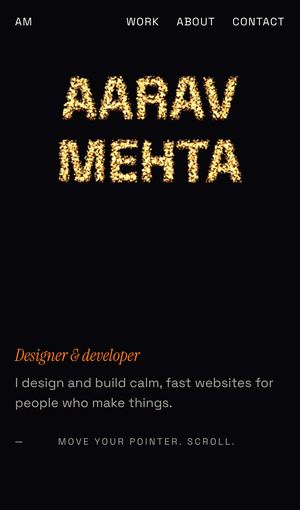 AM
WORK ABOUT CONTACT
AARAV
MEHTA
Designer & developer
I design and build calm, fast websites for
people who make things.
— MOVE YOUR POINTER. SCROLL.